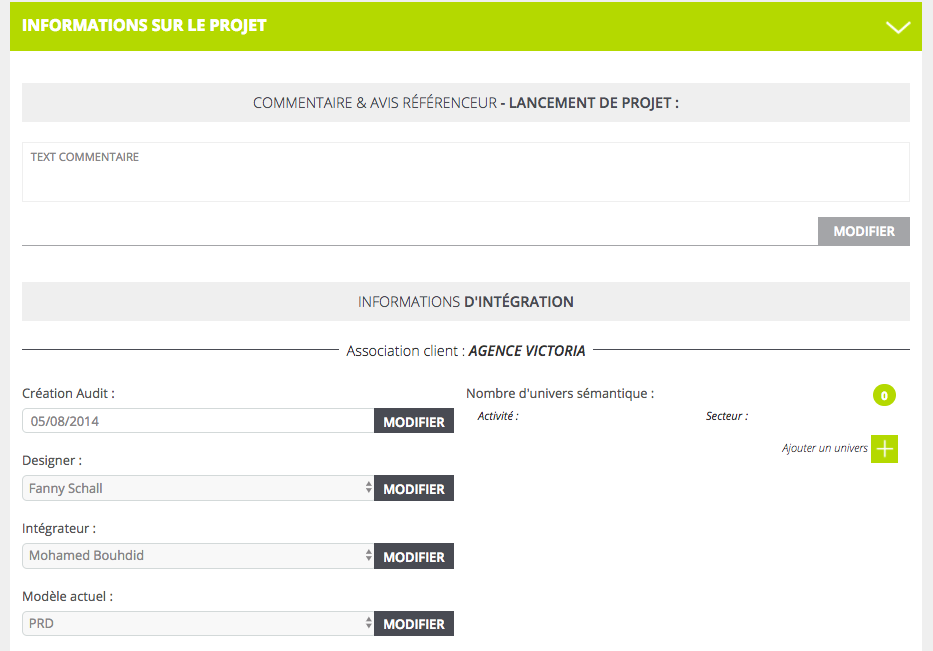 INFORMATIONS SUR LE PROJET
COMMENTAIRE & AVIS RÉFÉRENCEUR - LANCEMENT DE PROJET :
TEXT COMMENTAIRE
MODIFIER
INFORMATIONS D'INTÉGRATION
Association client : AGENCE VICTORIA
Création Audit :
05/08/2014 MODIFIER
Designer :
Fanny Schall MODIFIER
Intégrateur :
Mohamed Bouhdid MODIFIER
Modèle actuel :
PRD MODIFIER
Nombre d'univers sémantique : 0
Activité : Secteur :
Ajouter un univers